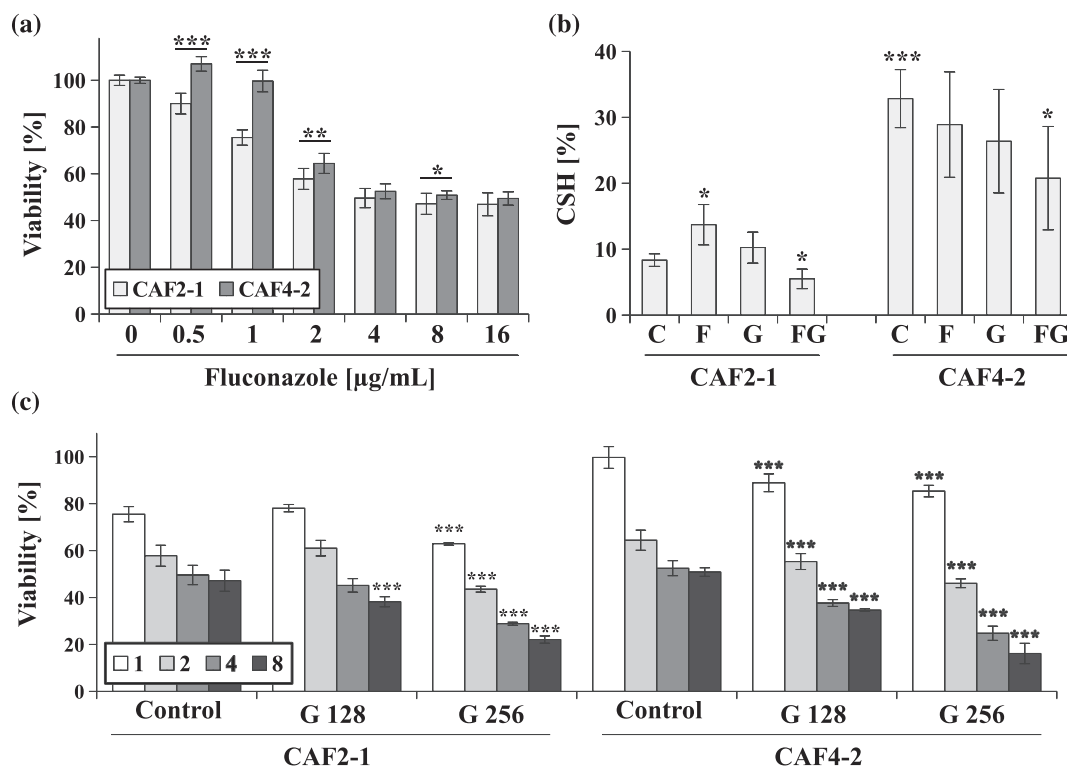 (a)
*** *** ** *
Viability [%]
100
80
60
40
20
0
CAF2-1 CAF4-2
0 0.5 1 2 4 8 16
Fluconazole [µg/mL]
(b)
40
30
20
10
0
CSH [%]
* * *** *
C F G FG C F G FG
CAF2-1 CAF4-2
(c)
Viability [%]
100
80
60
40
20
0
*** *** *** *** *** *** *** *** *** *** *** *** ***
1 2 4 8
Control G 128 G 256 Control G 128 G 256
CAF2-1 CAF4-2